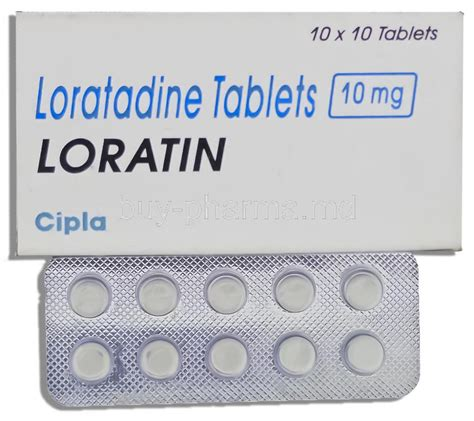 10 x 10 Tablets
Loratadine Tablets 10 mg
LORATIN
Cipla
buy-pharma.md